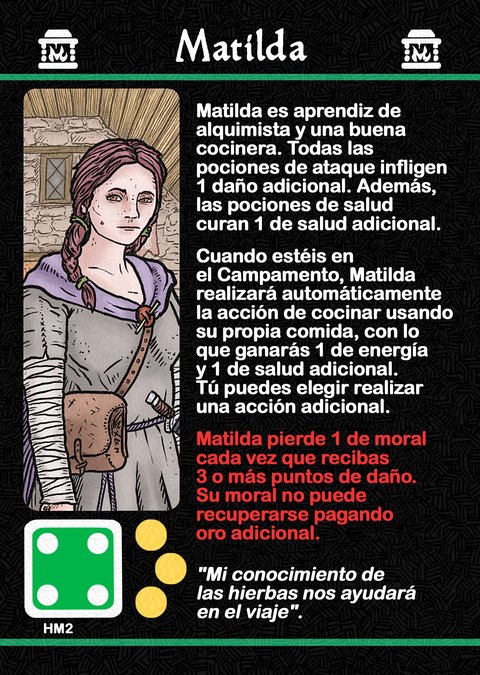 M
Matilda
M
Matilda es aprendiz de
alquimista y una buena
cocinera. Todas las
pociones de ataque infligen
1 daño adicional. Además,
las pociones de salud
curan 1 de salud adicional.
Cuando estéis en
el Campamento, Matilda
realizará automáticamente
la acción de cocinar usando
su propia comida, con lo
que ganarás 1 de energía
y 1 de salud adicional.
Tú puedes elegir realizar
una acción adicional.
Matilda pierde 1 de moral
cada vez que recibas
3 o más puntos de daño.
Su moral no puede
recuperarse pagando
oro adicional.
"Mi conocimiento de
las hierbas nos ayudará
en el viaje".
HM2